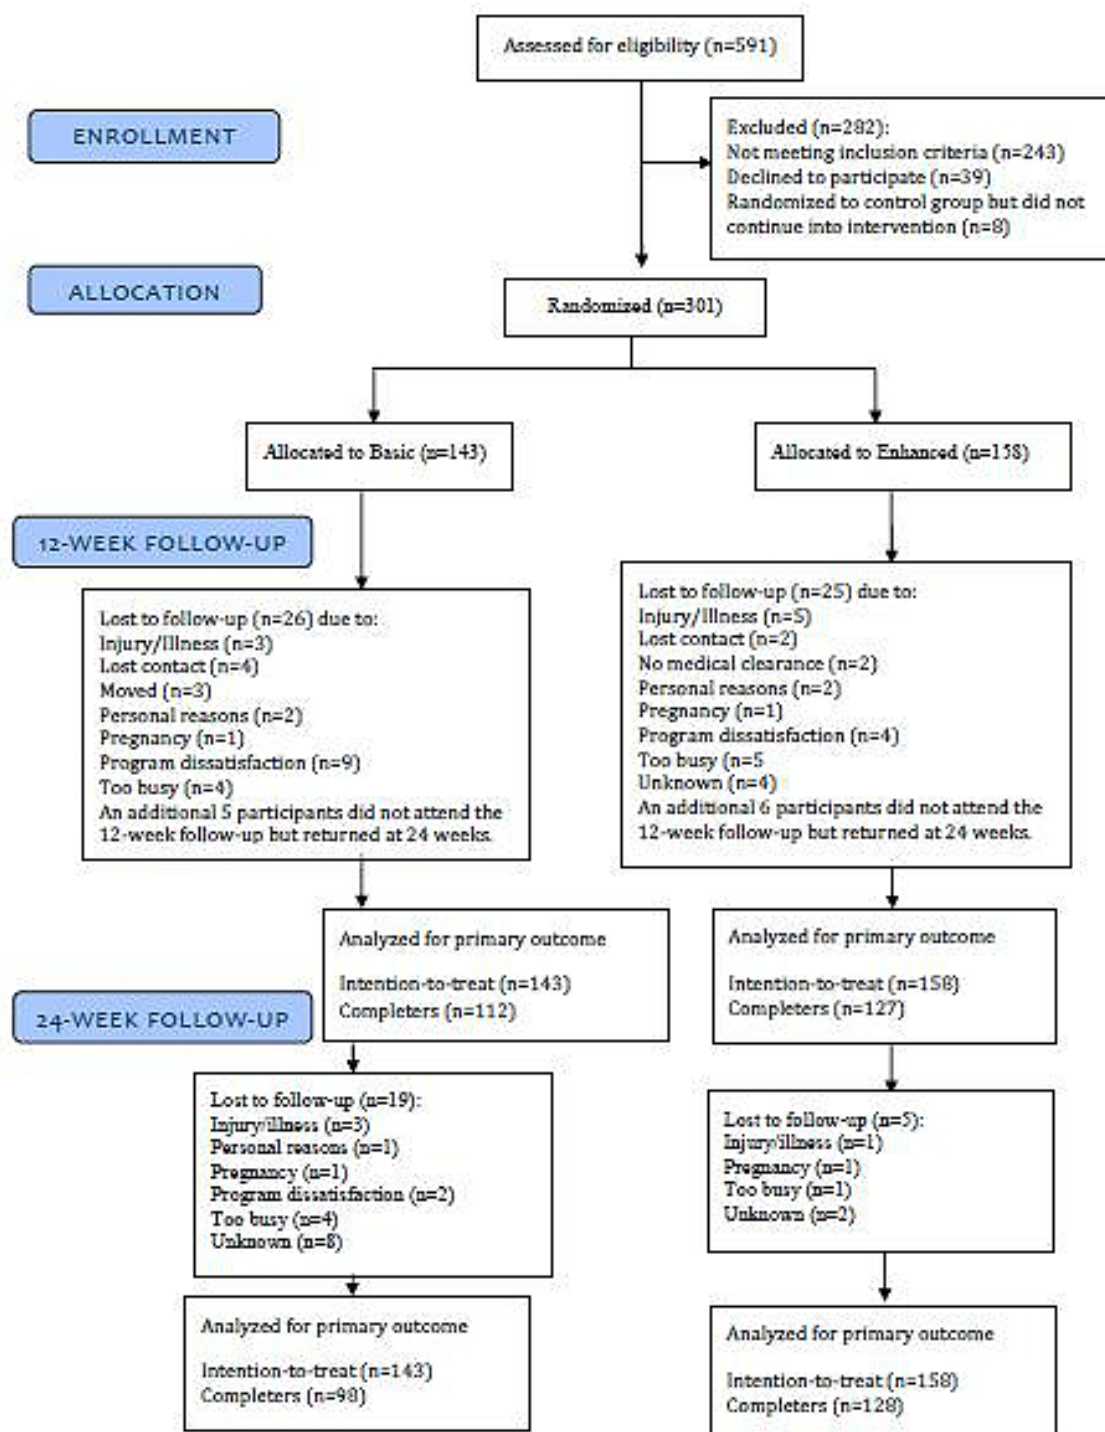 Assessed for eligibility (n=591)
ENROLLMENT
Excluded (n=282):
Not meeting inclusion criteria (n=243)
Declined to participate (n=39)
Randomized to control group but did not
continue into intervention (n=8)
ALLOCATION
Randomized (n=301)
Allocated to Basic (n=143)
Allocated to Enhanced (n=158)
12-WEEK FOLLOW-UP
Lost to follow-up (n=26) due to:
Injury/Illness (n=3)
Lost contact (n=4)
Moved (n=3)
Personal reasons (n=2)
Pregnancy (n=1)
Program dissatisfaction (n=9)
Too busy (n=4)
An additional 5 participants did not attend the
12-week follow-up but returned at 24 weeks.
Lost to follow-up (n=25) due to:
Injury/Illness (n=5)
Lost contact (n=2)
No medical clearance (n=2)
Personal reasons (n=2)
Pregnancy (n=1)
Program dissatisfaction (n=4)
Too busy (n=5
Unknown (n=4)
An additional 6 participants did not attend the
12-week follow-up but returned at 24 weeks.
Analyzed for primary outcome
Intention-to-treat (n=143)
Completers (n=112)
Analyzed for primary outcome
Intention-to-treat (n=158)
Completers (n=127)
24-WEEK FOLLOW-UP
Lost to follow-up (n=19):
Injury/illness (n=3)
Personal reasons (n=1)
Pregnancy (n=1)
Program dissatisfaction (n=2)
Too busy (n=4)
Unknown (n=8)
Lost to follow-up (n=5):
Injury/illness (n=1)
Pregnancy (n=1)
Too busy (n=1)
Unknown (n=2)
Analyzed for primary outcome
Intention-to-treat (n=143)
Completers (n=98)
Analyzed for primary outcome
Intention-to-treat (n=158)
Completers (n=128)